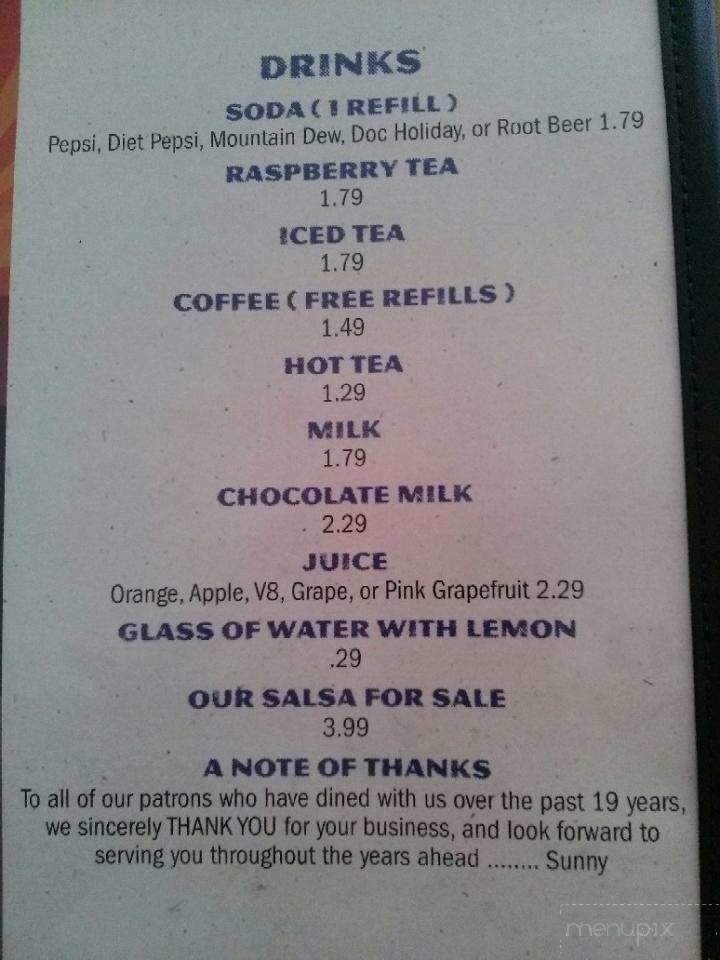 DRINKS
SODA ( 1 REFILL )
Pepsi, Diet Pepsi, Mountain Dew, Doc Holiday, or Root Beer 1.79
RASPBERRY TEA
1.79
ICED TEA
1.79
COFFEE ( FREE REFILLS )
1.49
HOT TEA
1.29
MILK
1.79
CHOCOLATE MILK
2.29
JUICE
Orange, Apple, V8, Grape, or Pink Grapefruit 2.29
GLASS OF WATER WITH LEMON
.29
OUR SALSA FOR SALE
3.99
A NOTE OF THANKS
To all of our patrons who have dined with us over the past 19 years,
we sincerely THANK YOU for your business, and look forward to
serving you throughout the years ahead ........ Sunny
menupix